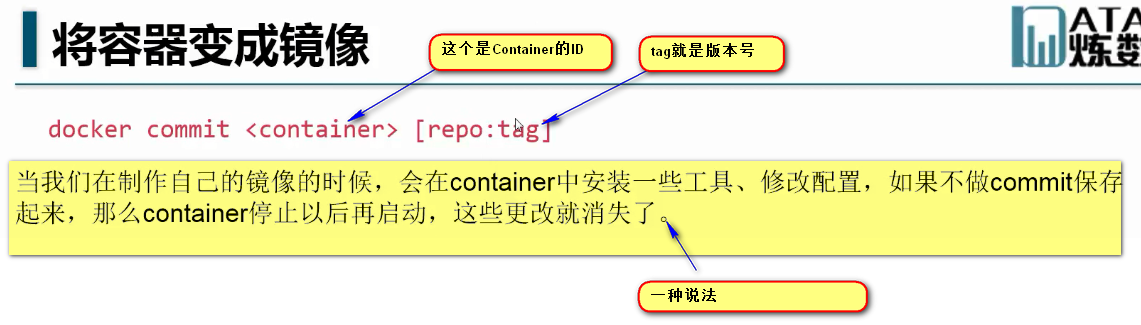 将容器变成镜像
ATA
炼数
这个是Container的ID
tag就是版本号
docker commit <container> [repo:tag]
当我们在制作自己的镜像的时候，会在container中安装一些工具、修改配置，如果不做commit保存
起来，那么container停止以后再启动，这些更改就消失了。
一种说法